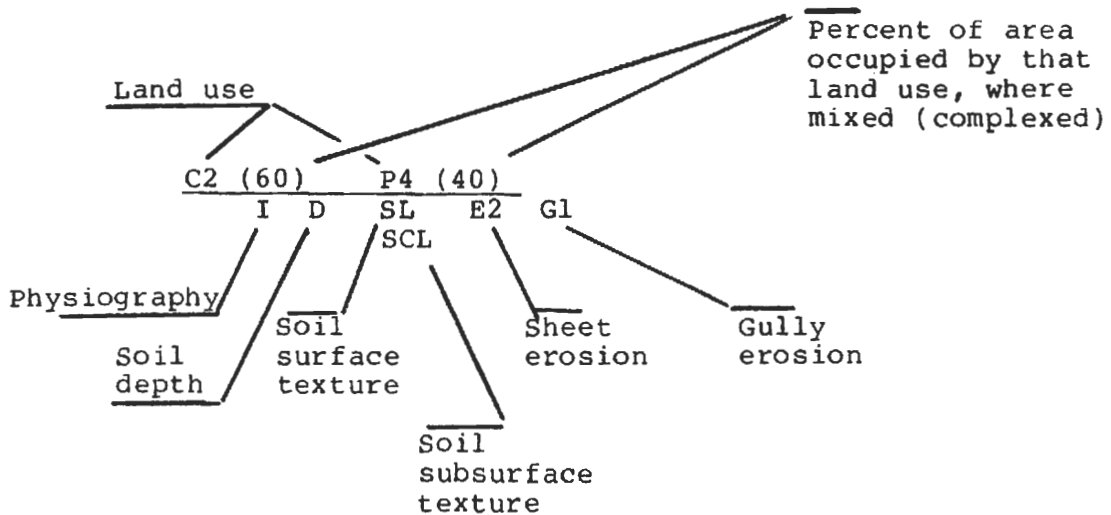 Percent of area
occupied by that
land use, where
mixed (complexed)
Land use
C2 (60) P4 (40)
I D SL E2 G1
SCL
Physiography
Soil
depth
Soil
surface
texture
Sheet
erosion
Gully
erosion
Soil
subsurface
texture